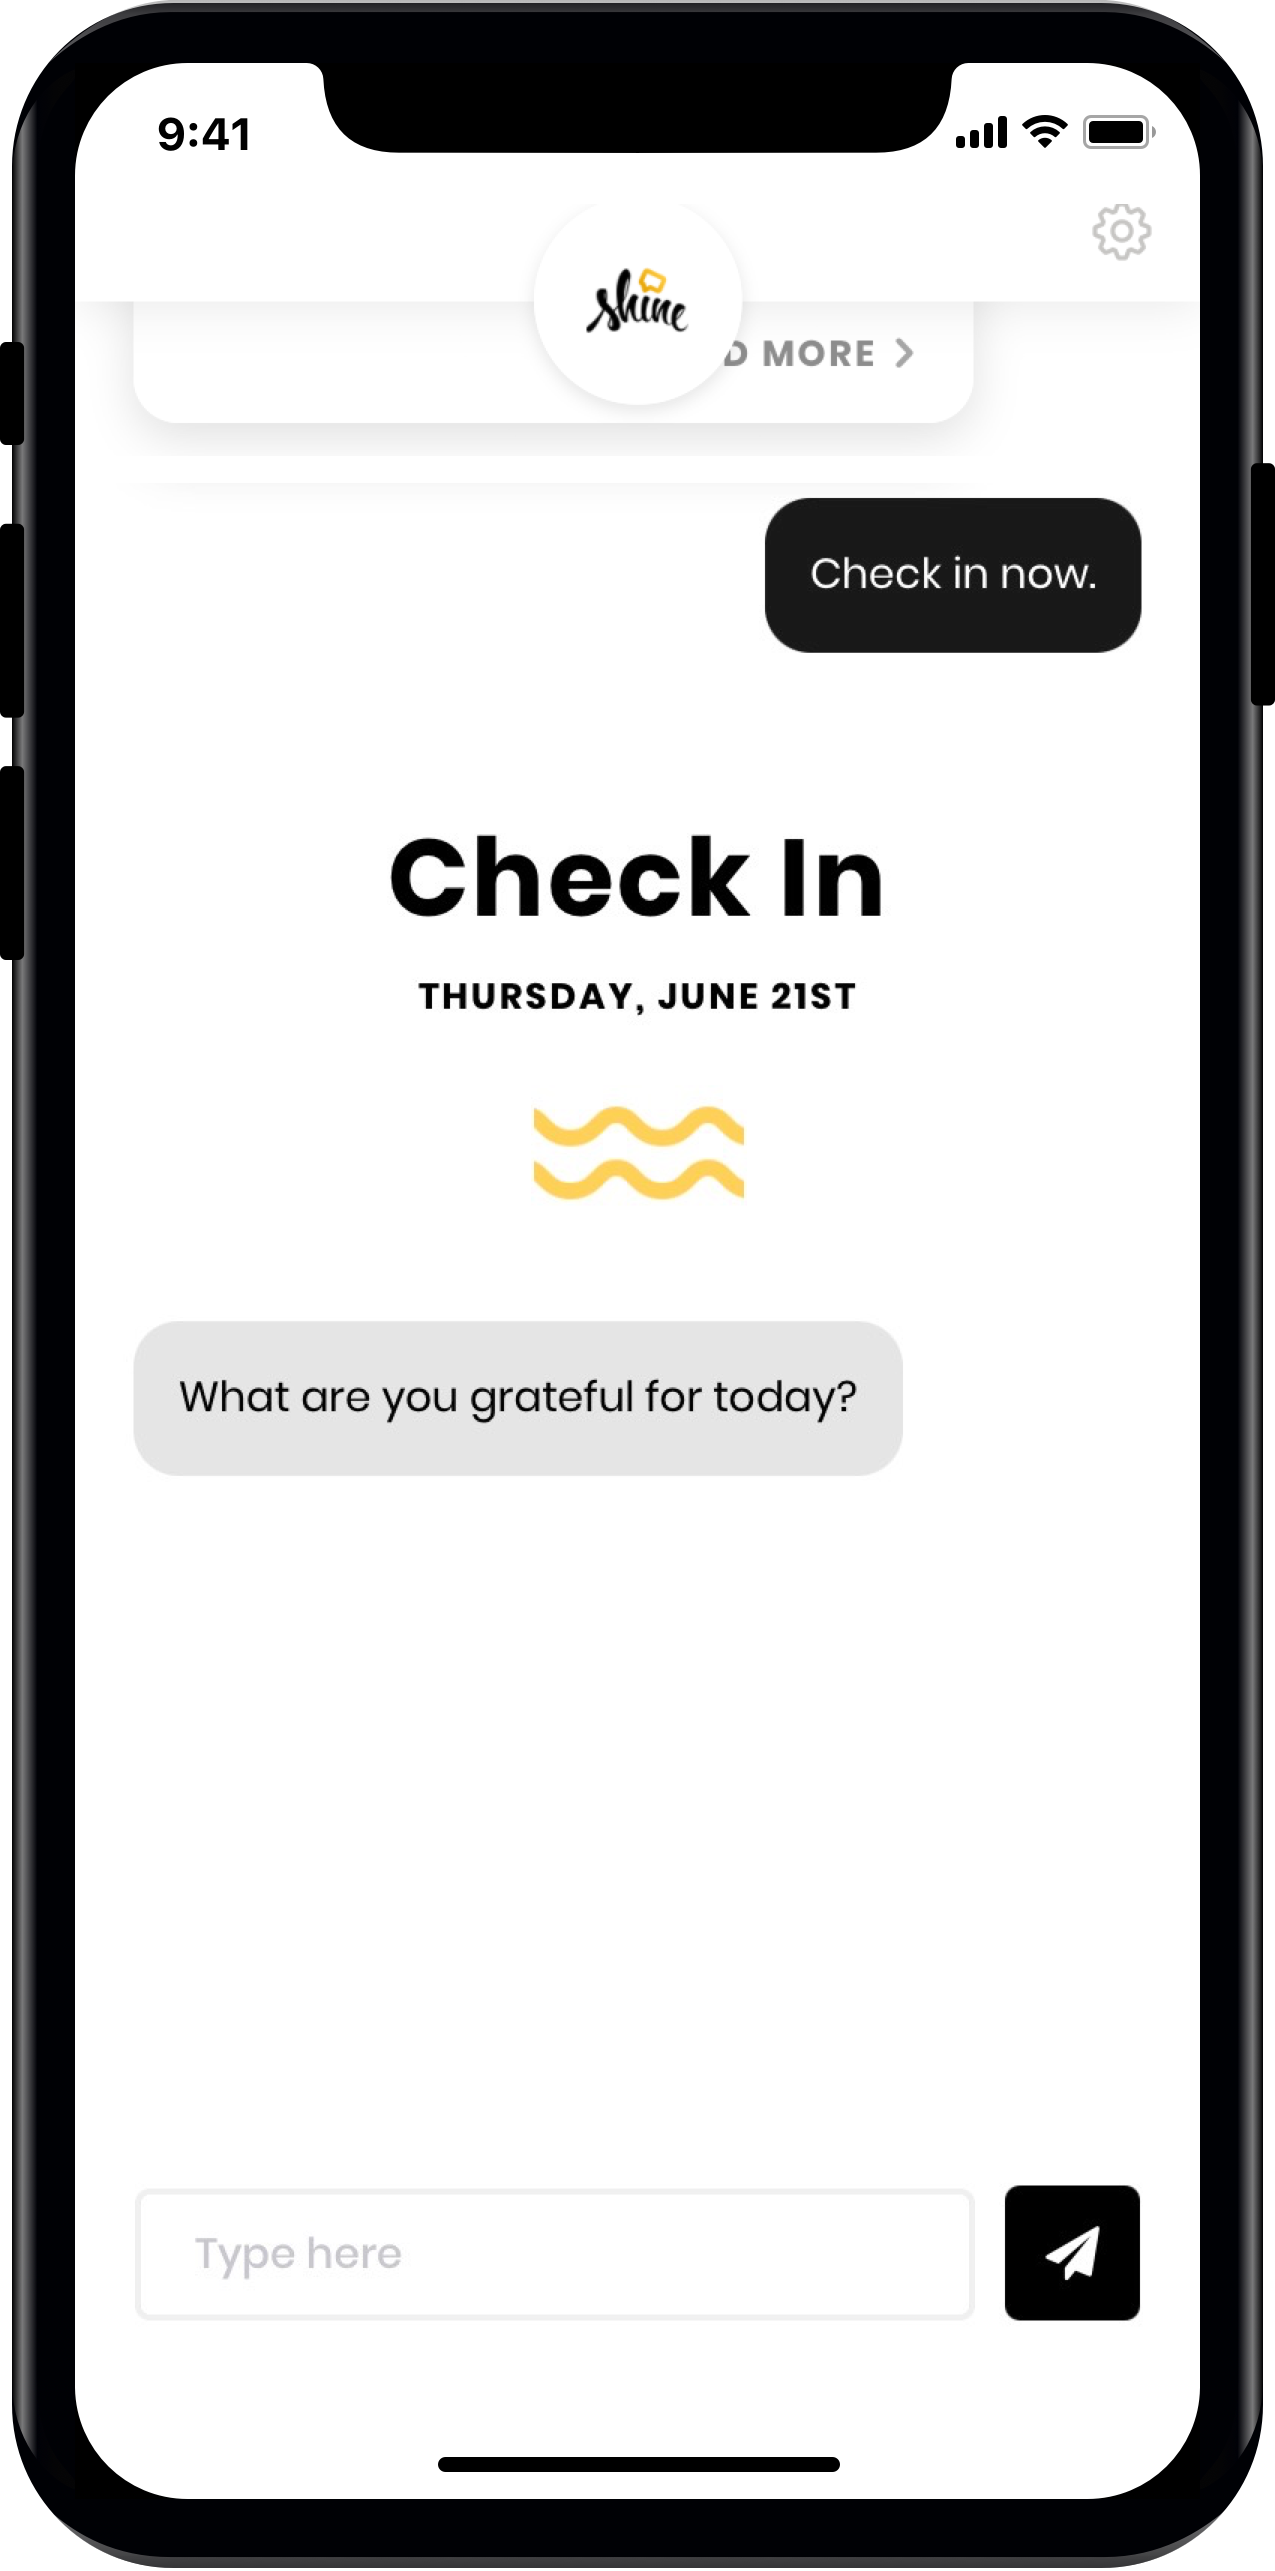 9:41
shine
MORE
Check in now.
Check In
THURSDAY, JUNE 21ST
What are you grateful for today?
Type here